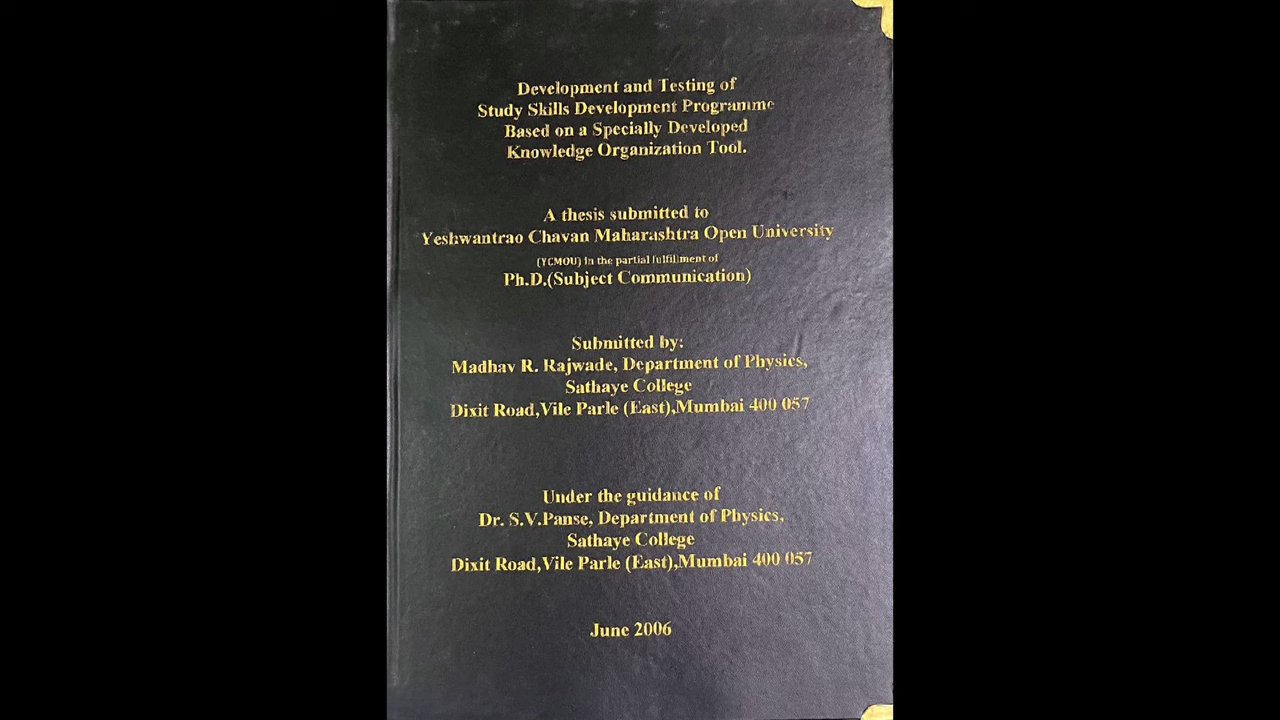 Development and Testing of
Study Skills Development Programme
Based on a Specially Developed
Knowledge Organization Tool.
A thesis submitted to
Yeshwantrao Chavan Maharashtra Open University
(YCMOU) in the partial fulfillment of
Ph.D.(Subject Communication)
Submitted by:
Madhav R. Rajwade, Department of Physics,
Sathaye College
Dixit Road,Vile Parle (East),Mumbai 400 057
Under the guidance of
Dr. S.V.Panse, Department of Physics,
Sathaye College
Dixit Road,Vile Parle (East),Mumbai 400 057
June 2006